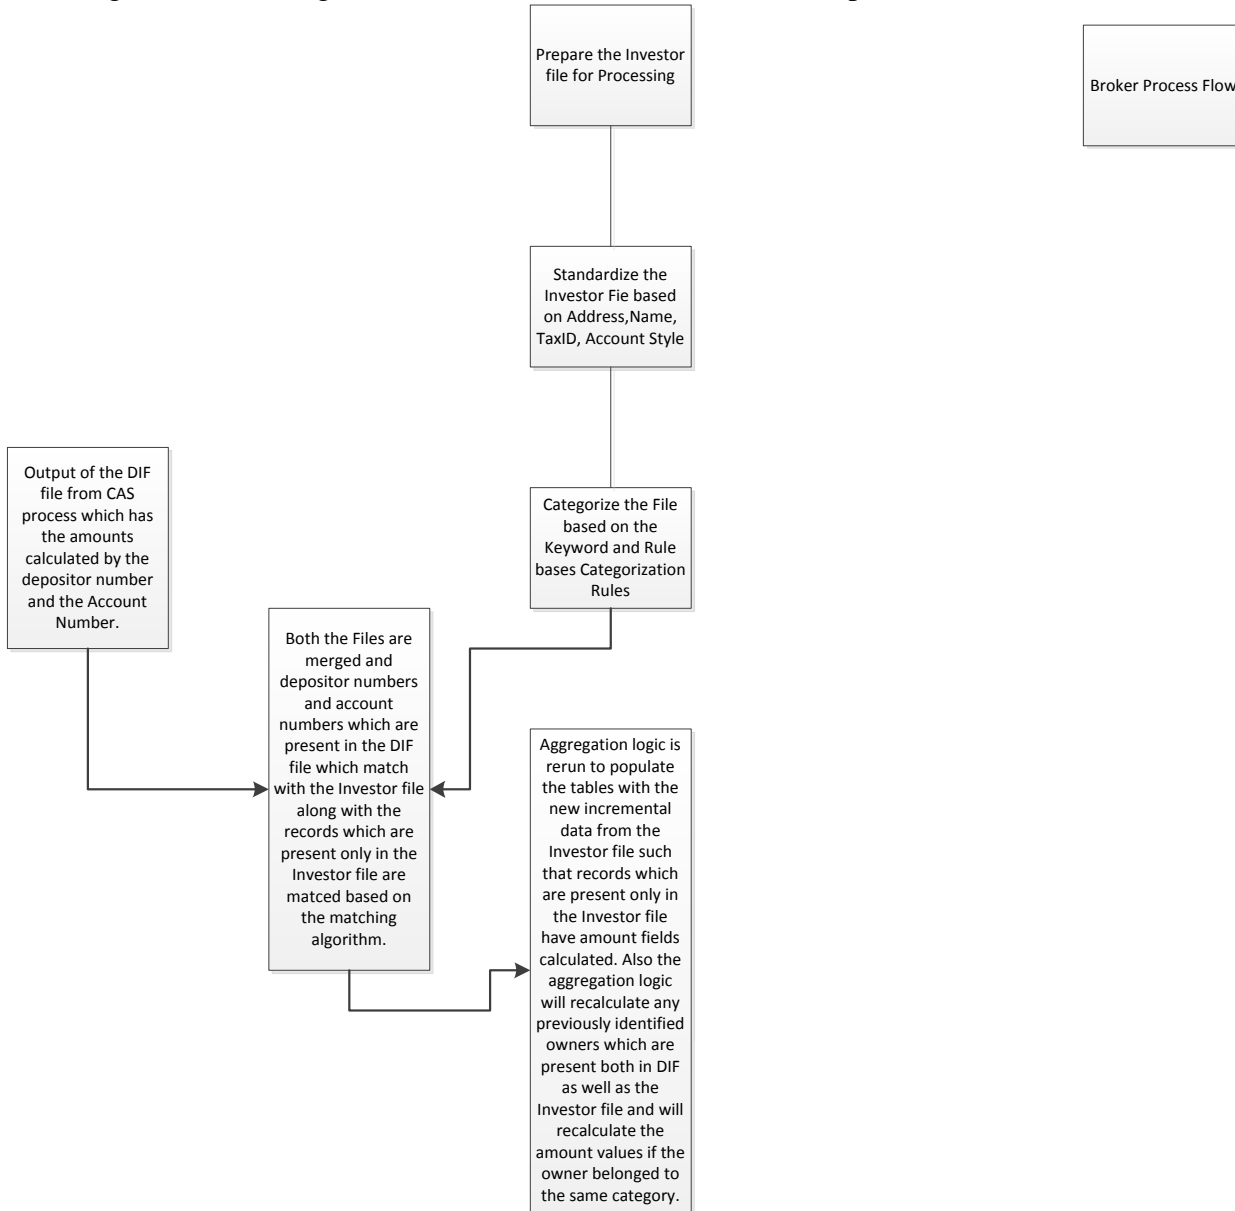 Prepare the Investor
file for Processing
Broker Process Flow
Standardize the
Investor Fie based
on Address,Name,
TaxID, Account Style
Output of the DIF
file from CAS
process which has
the amounts
calculated by the
depositor number
and the Account
Number.
Categorize the File
based on the
Keyword and Rule
bases Categorization
Rules
Both the Files are
merged and
depositor numbers
and account
numbers which are
present in the DIF
file which match
with the Investor file
along with the
records which are
present only in the
Investor file are
matced based on
the matching
algorithm.
Aggregation logic is
rerun to populate
the tables with the
new incremental
data from the
Investor file such
that records which
are present only in
the Investor file
have amount fields
calculated. Also the
aggregation logic
will recalculate any
previously identified
owners which are
present both in DIF
as well as the
Investor file and will
recalculate the
amount values if the
owner belonged to
the same category.